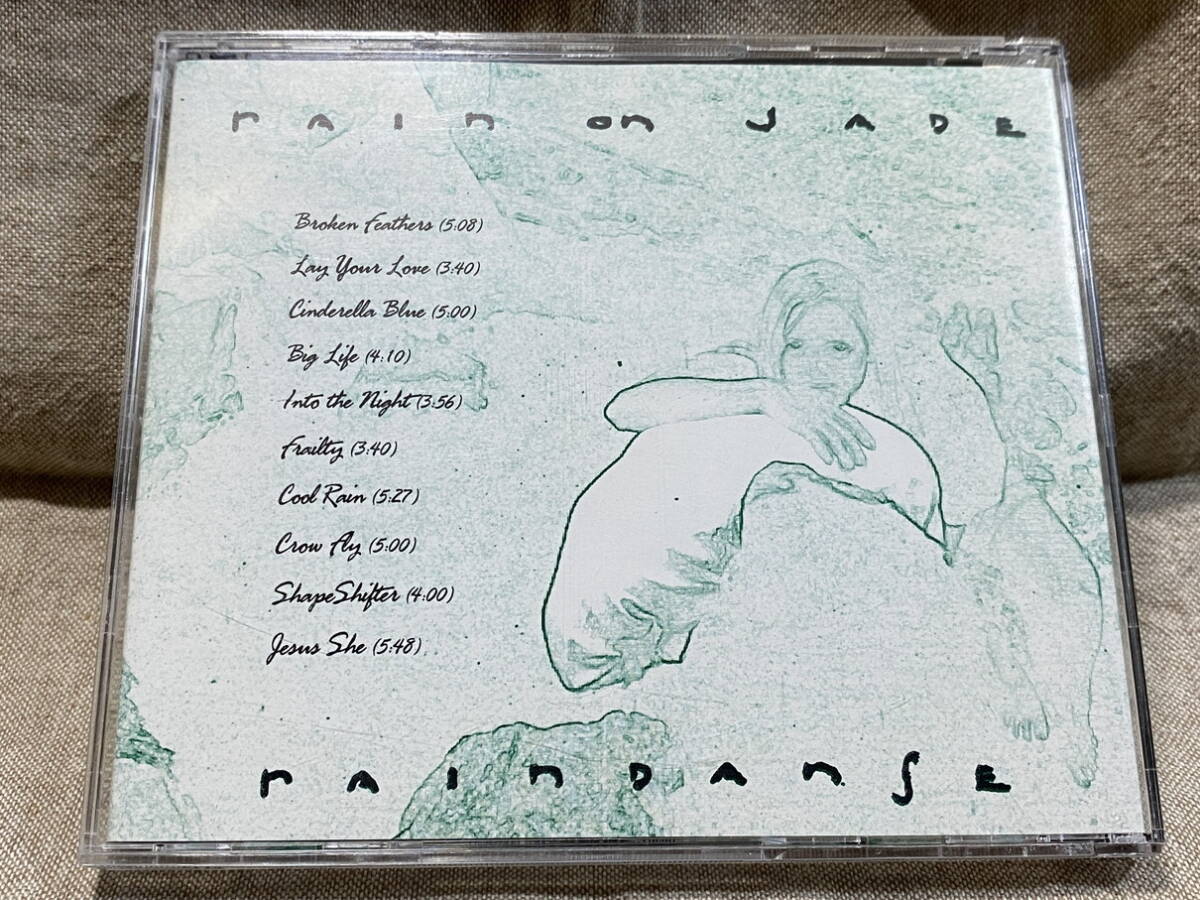 rAin on JADE
Broken Feathers (5:08)
Lay Your Love (3:40)
Cinderella Blue (5:00)
Big Life (4:10)
Into the Night (3:56)
Frailty (3:40)
Cool Rain (5:27)
Crow Fly (5:00)
ShapeShifter (4:00)
Jesus She (5:48)
rAinDAnSE